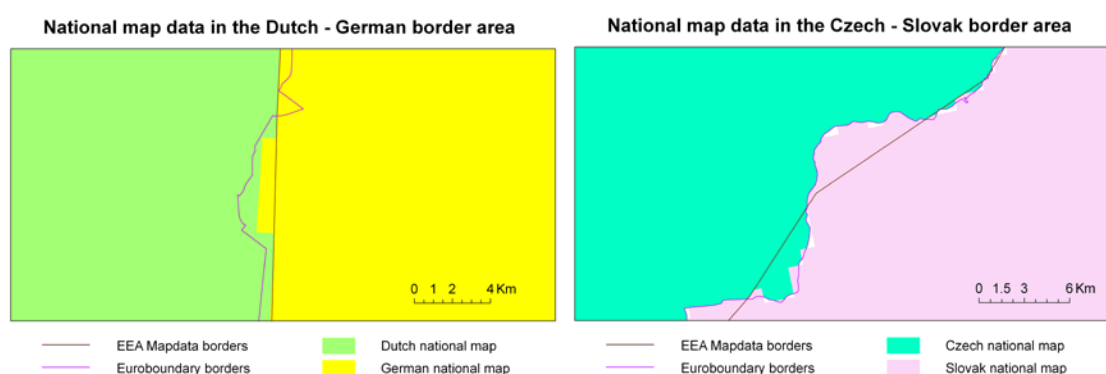 National map data in the Dutch - German border area
0 1 2 4 Km
EEA Mapdata borders
Dutch national map
Euroboundary borders
German national map
National map data in the Czech - Slovak border area
0 1.5 3 6 Km
EEA Mapdata borders
Czech national map
Euroboundary borders
Slovak national map